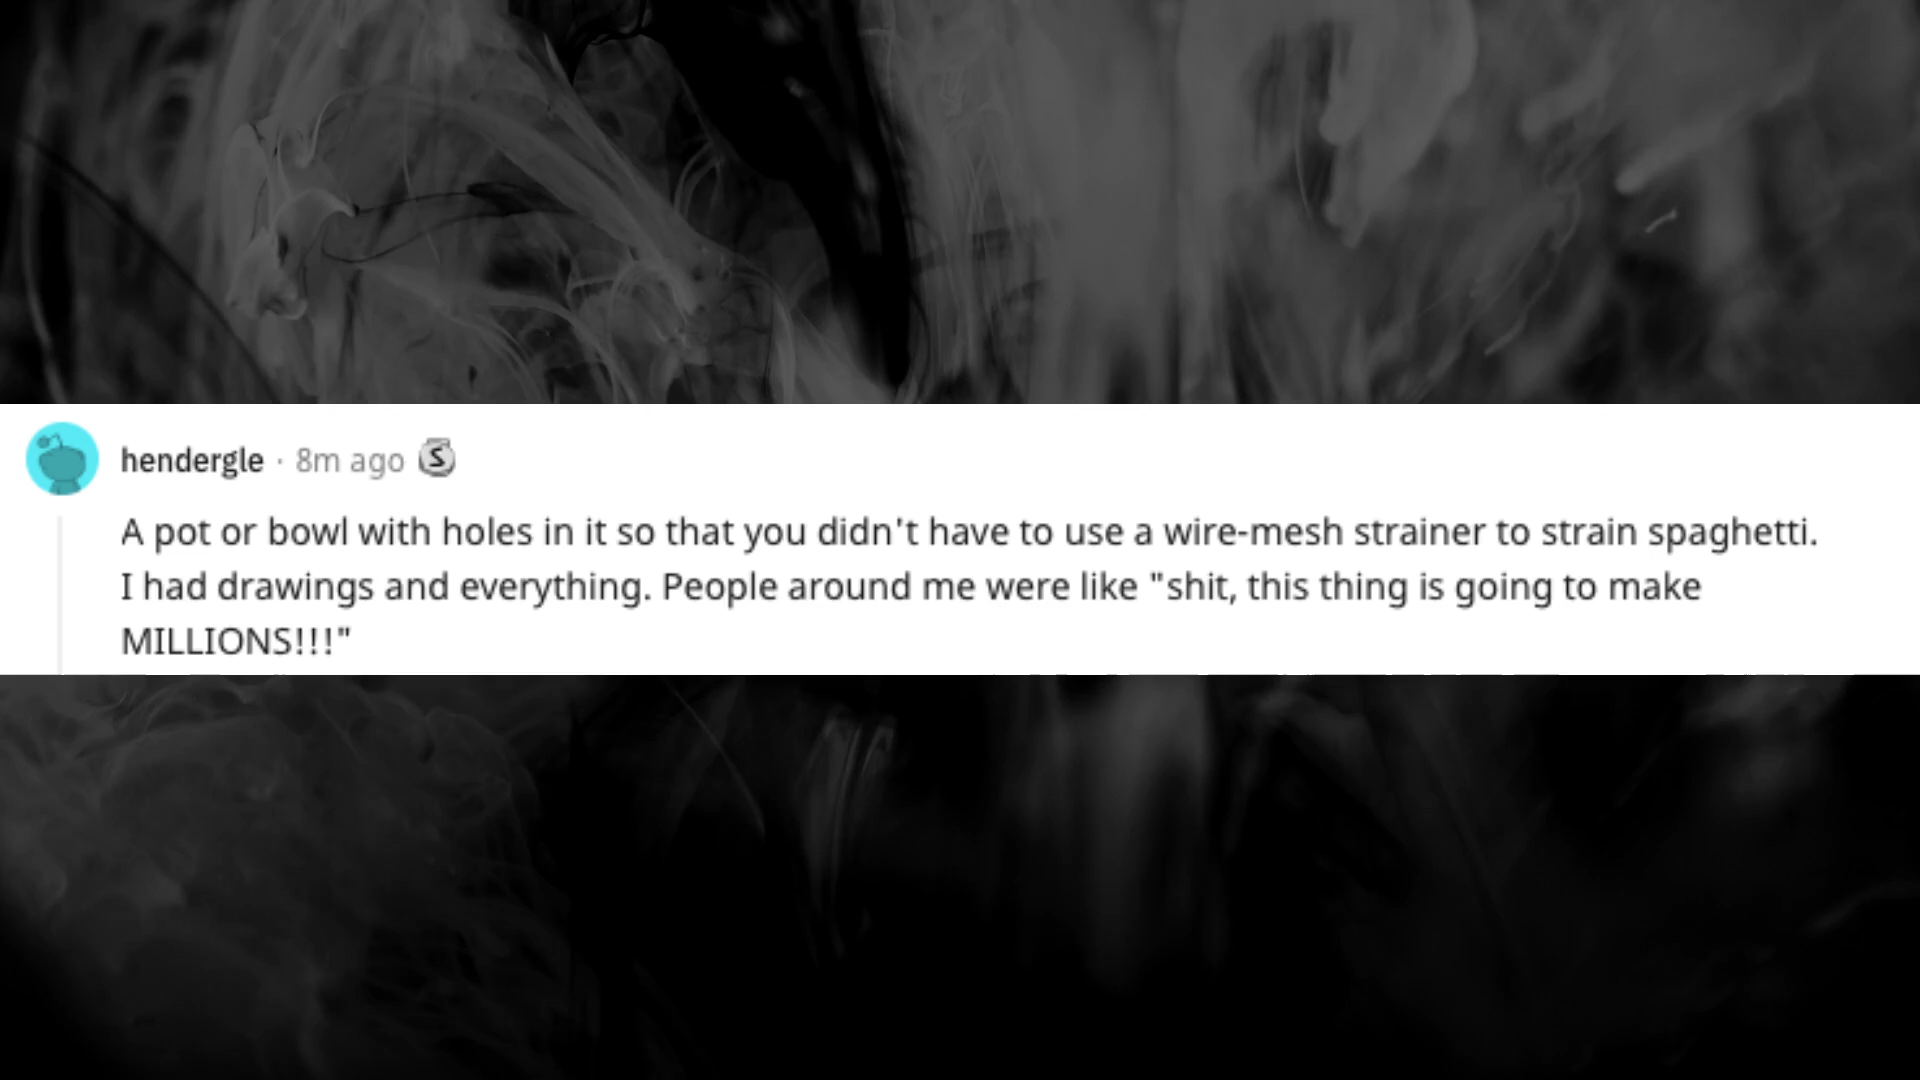 hendergle · 8m ago S
A pot or bowl with holes in it so that you didn't have to use a wire-mesh strainer to strain spaghetti.
I had drawings and everything. People around me were like "shit, this thing is going to make
MILLIONS!!!"